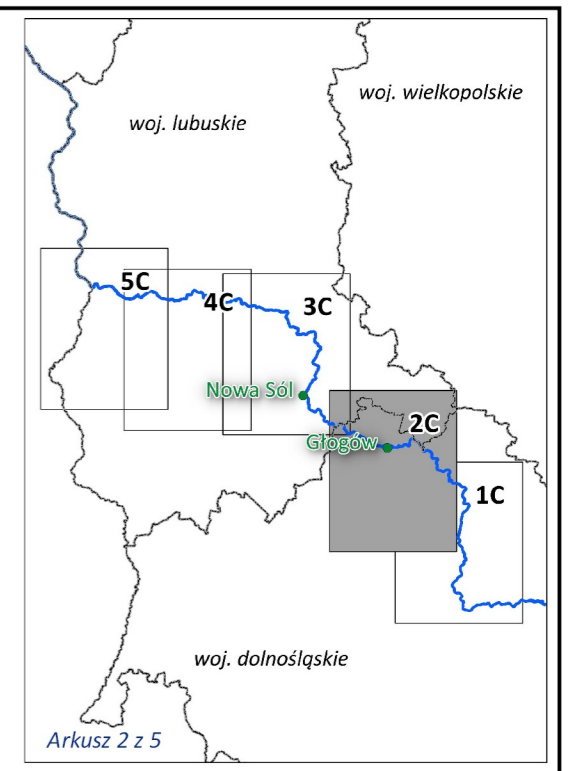 woj. wielkopolskie
woj. lubuskie
5C
4C
3C
Nowa Sól
2C
Głogów
1C
woj. dolnośląskie
Arkusz 2 z 5